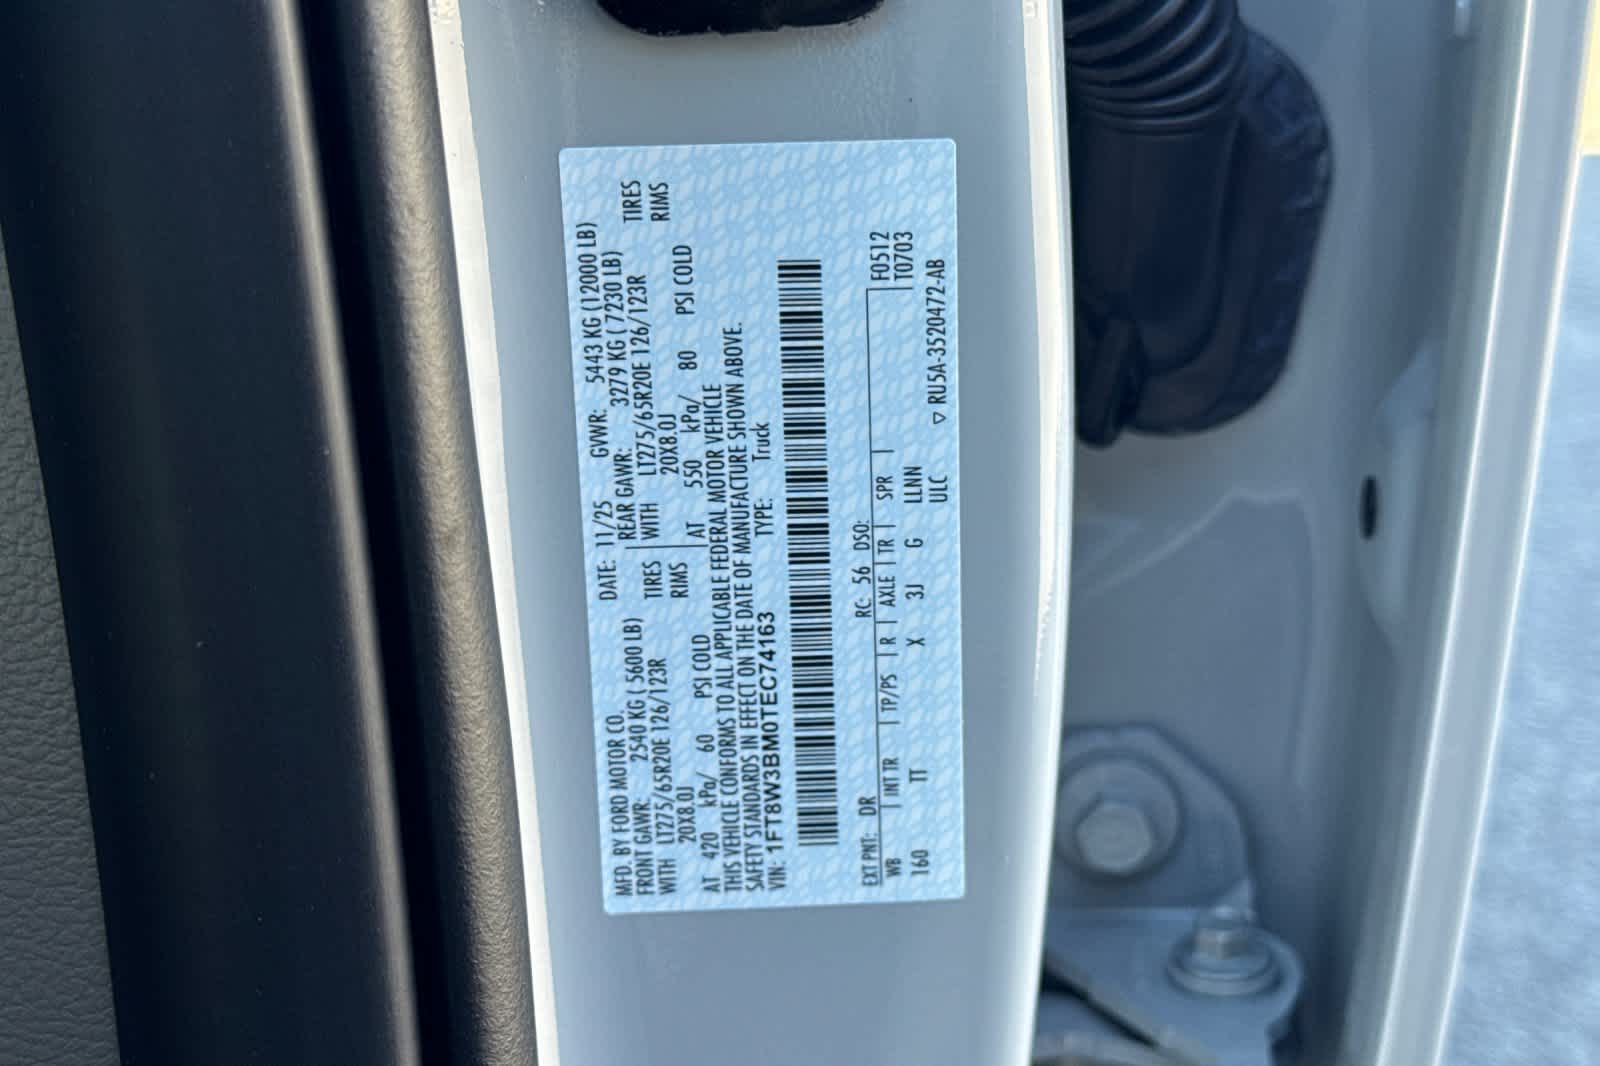 MFD. BY FORD MOTOR CO.
DATE: 11/25 GVWR: 5443 KG (12000 LB)
FRONT GAWR: 2540 KG ( 5600 LB) REAR GAWR: 3279 KG ( 7230 LB)
WITH LT275/65R20E 126/123R TIRES WITH LT275/65R20E 126/123R TIRES
20X8.0J RIMS 20X8.0J RIMS
AT 420 kPa/ 60 PSI COLD AT 550 kPa/ 80 PSI COLD
THIS VEHICLE CONFORMS TO ALL APPLICABLE FEDERAL MOTOR VEHICLE
SAFETY STANDARDS IN EFFECT ON THE DATE OF MANUFACTURE SHOWN ABOVE.
VIN: 1FT8W3BM0TEC74163 TYPE: Truck
EXT PNT: DR RC: 56 DSO: F0512
WB INT TR TP/PS R AXLE TR SPR T0703
160 TT X 3J G LLNN
ULC ▽ RU5A-3520472-AB